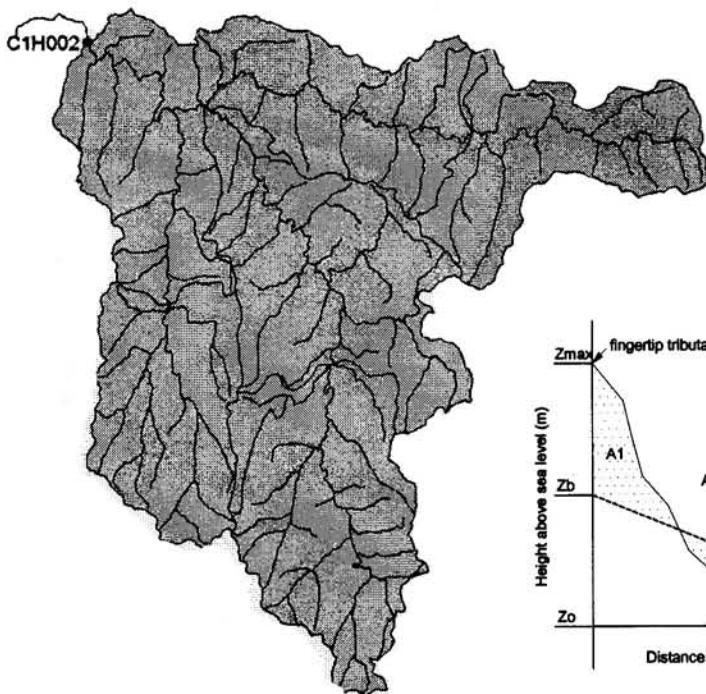 C1H002
Zmax
fingertip tributa
A1
A
Zb
Height above sea level (m)
Zo
Distance